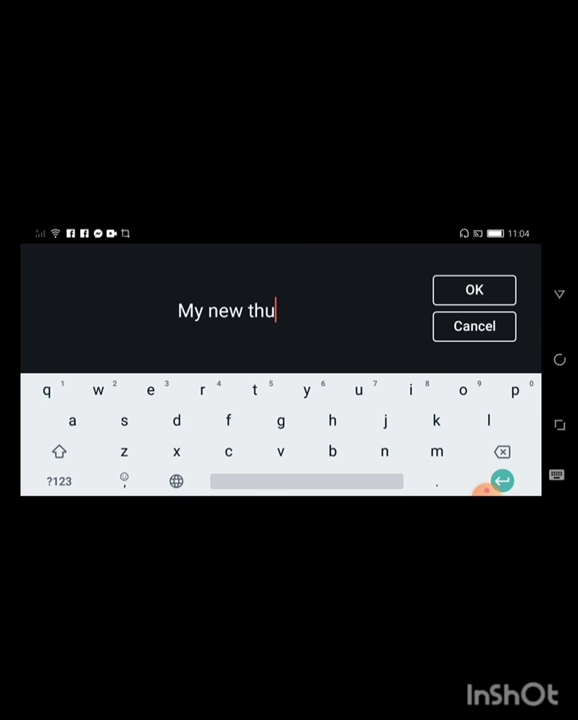 11:04
My new thu
OK
Cancel
q 1 w 2 e 3 r 4 t 5 y 6 u 7 i 8 o 9 p 0
a s d f g h j k l
z x c v b n m
?123 , .
InShOt